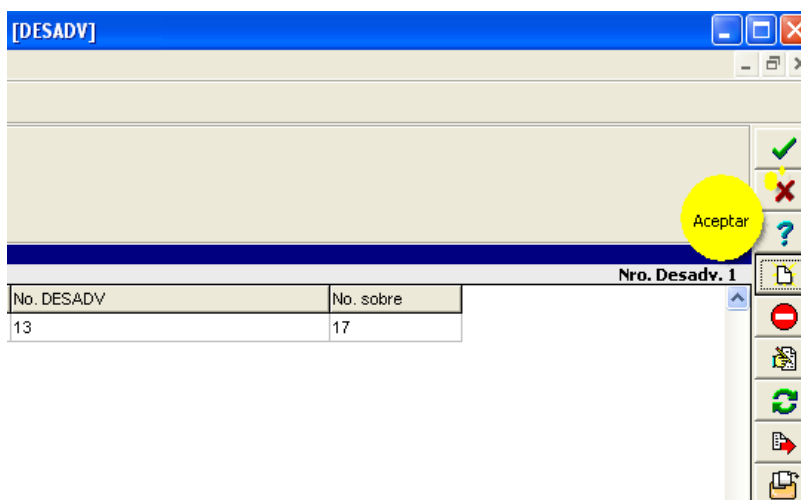 [DESADV]
Aceptar
Nro. Desadv. 1
No. DESADV No. sobre
13 17